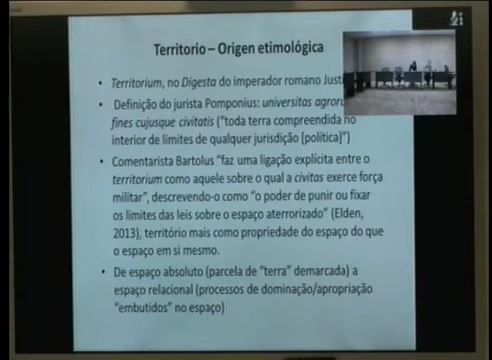 Territorio – Origen etimológica
• Territorium, no Digesta do imperador romano
• Definição do jurista Pomponius: universitas
fines cujusque civitatis ("toda terra compreendida no
interior de limites de qualquer jurisdição [política]")
• Comentarista Bartolus "faz uma ligação explícita entre o
territorium como aquele sobre o qual a civitas exerce força
militar", descrevendo-o como "o poder de punir ou fixar
os limites das leis sobre o espaço aterrorizado" (Elden,
2013), território mais como propriedade do espaço do que
o espaço em si mesmo.
• De espaço absoluto (parcela de "terra" demarcada) a
espaço relacional (processos de dominação/apropriação
"embutidos" no espaço)